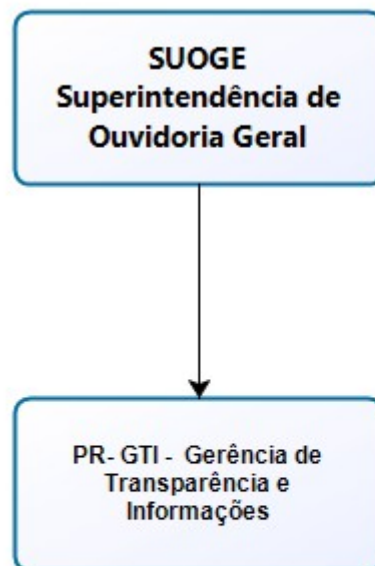 SUOGE
Superintendência de
Ouvidoria Geral
PR- GTI - Gerência de
Transparência e
Informações